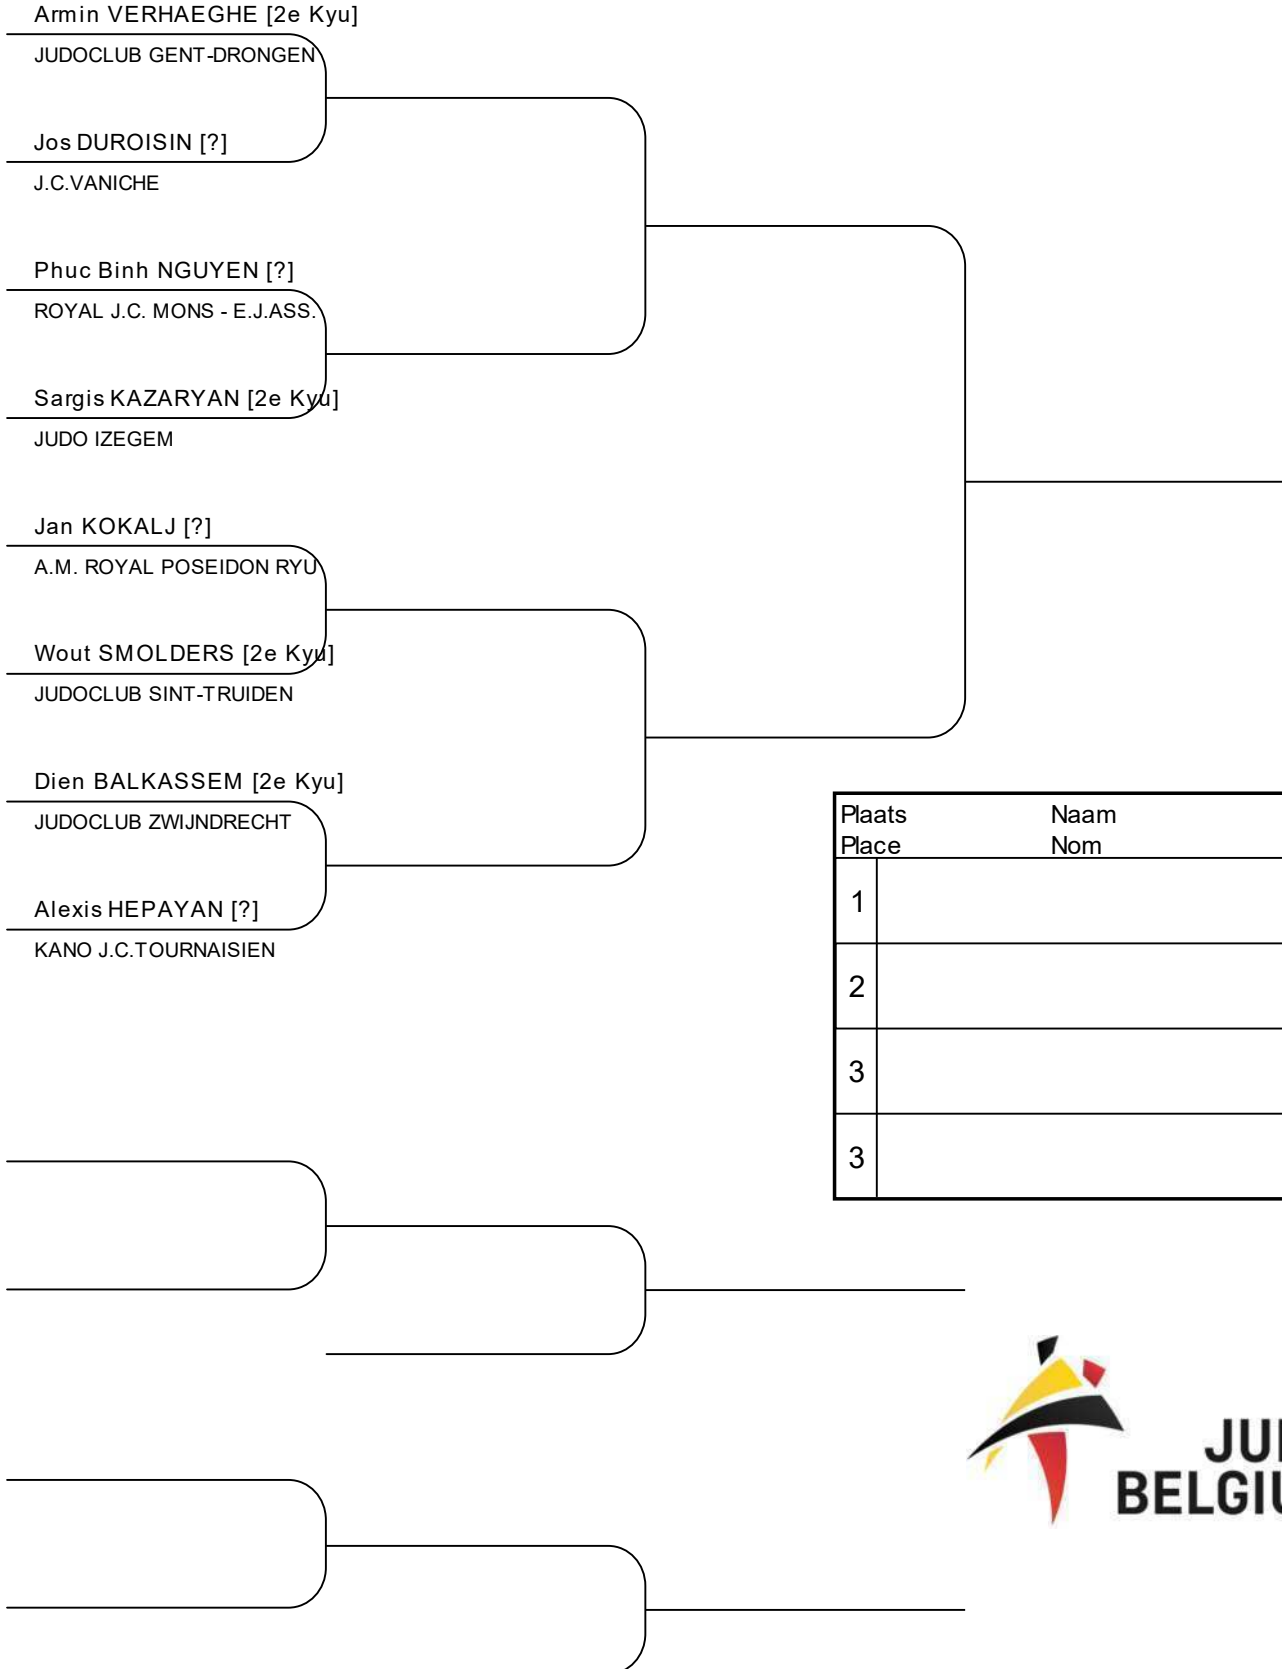 Armin VERHAEGHE [2e Kyu]
JUDOCLUB GENT-DRONGEN
Jos DUROISIN [?]
J.C.VANICHE
Phuc Binh NGUYEN [?]
ROYAL J.C. MONS - E.J.ASS.
Sargis KAZARYAN [2e Kyu]
JUDO IZEGEM
Jan KOKALJ [?]
A.M. ROYAL POSEIDON RYU
Wout SMOLDERS [2e Kyu]
JUDOCLUB SINT-TRUIDEN
Dien BALKASSEM [2e Kyu]
JUDOCLUB ZWIJNDRECHT
Alexis HEPAYAN [?]
KANO J.C.TOURNAISIEN
Plaats Naam
Place Nom
1
2
3
3